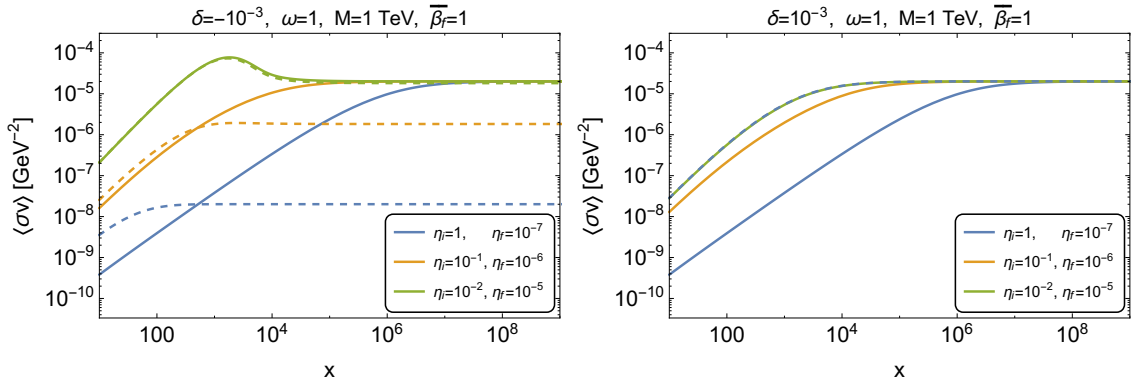 δ=−10⁻³, ω=1, M=1 TeV, β̅f=1
10⁻⁴
10⁻⁵
10⁻⁶
10⁻⁷
10⁻⁸
10⁻⁹
10⁻¹⁰
⟨σv⟩ [GeV⁻²]
ηi=1, ηf=10⁻⁷
ηi=10⁻¹, ηf=10⁻⁶
ηi=10⁻², ηf=10⁻⁵
100 10⁴ 10⁶ 10⁸
x
δ=10⁻³, ω=1, M=1 TeV, β̅f=1
10⁻⁴
10⁻⁵
10⁻⁶
10⁻⁷
10⁻⁸
10⁻⁹
10⁻¹⁰
⟨σv⟩ [GeV⁻²]
ηi=1, ηf=10⁻⁷
ηi=10⁻¹, ηf=10⁻⁶
ηi=10⁻², ηf=10⁻⁵
100 10⁴ 10⁶ 10⁸
x